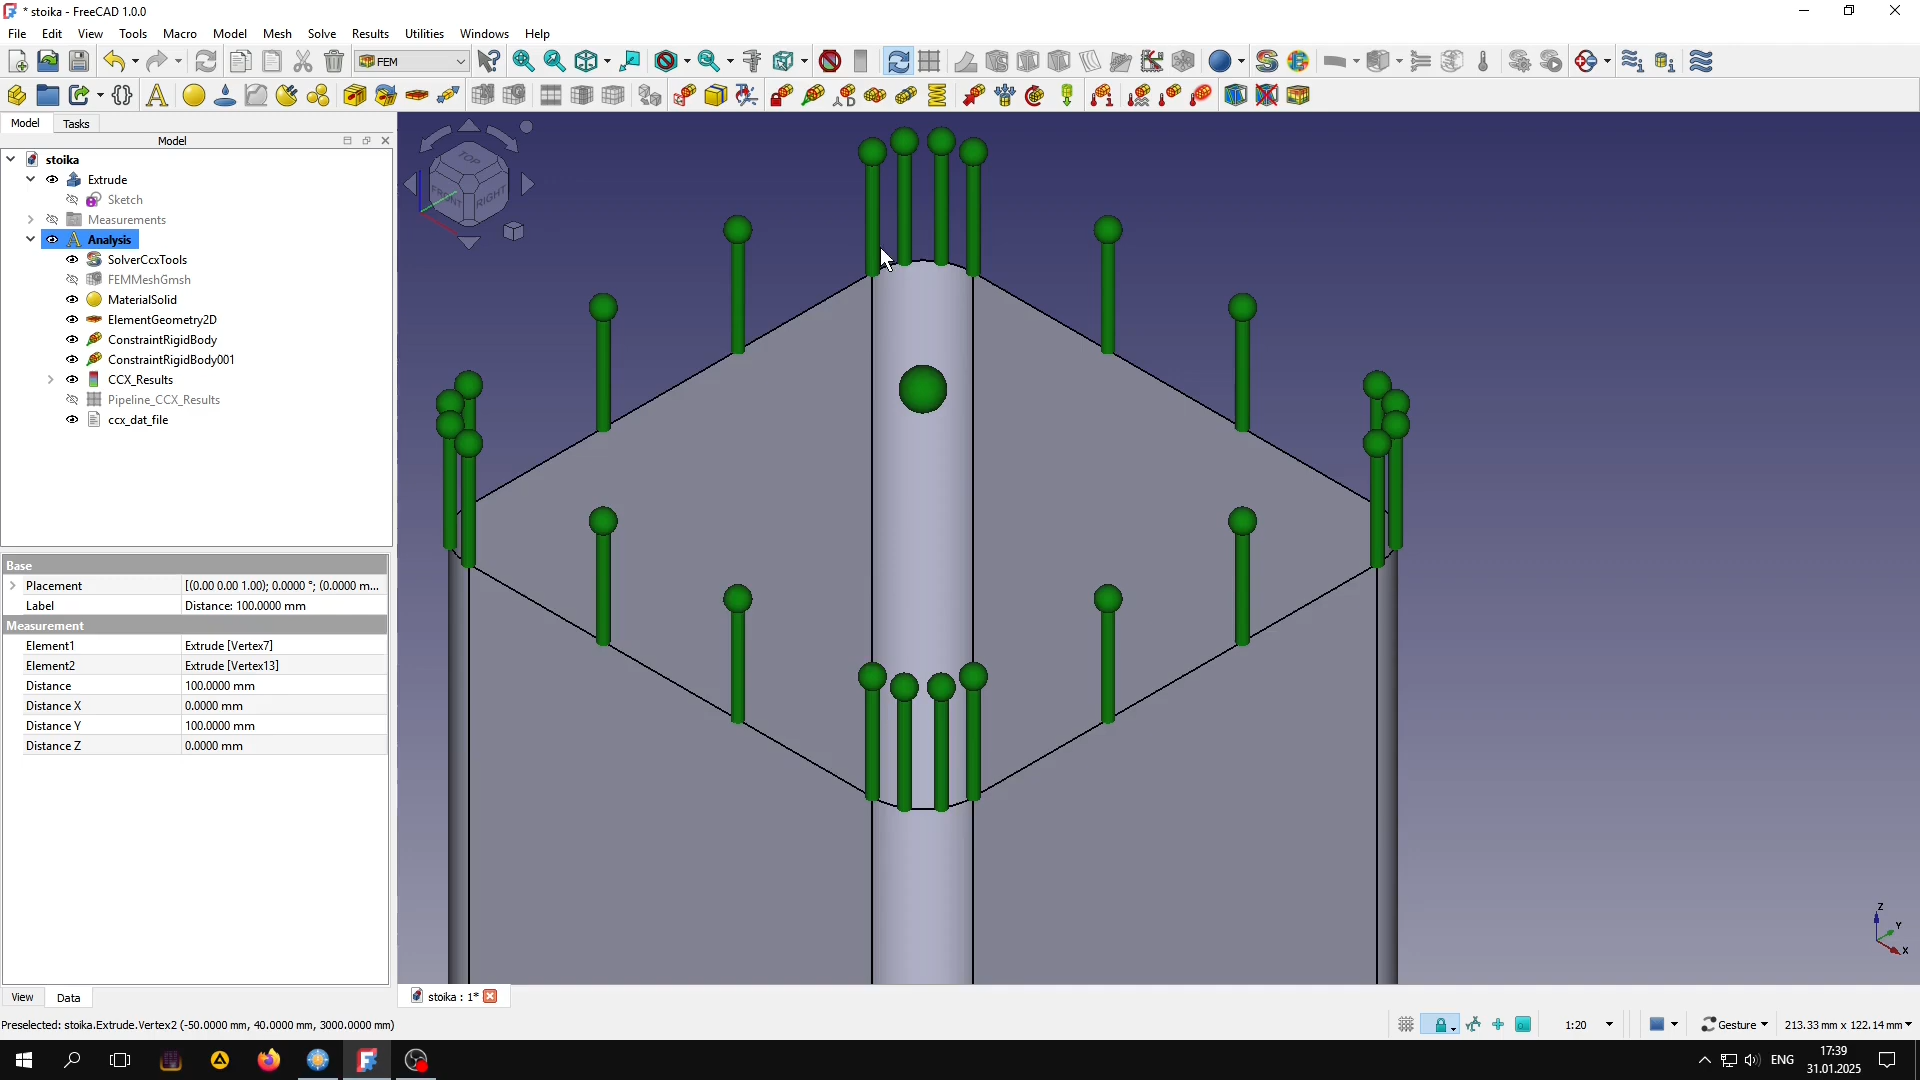 * stoika - FreeCAD 1.0.0
File Edit View Tools Macro Model Mesh Solve Results Utilities Windows Help
FEM
Model Tasks
Model
stoika
Extrude
Sketch
Measurements
Analysis
SolverCcxTools
FEMMeshGmsh
MaterialSolid
ElementGeometry2D
ConstraintRigidBody
ConstraintRigidBody001
CCX_Results
Pipeline_CCX_Results
ccx_dat_file
Base
Placement [(0.00 0.00 1.00); 0.0000 °; (0.0000 m...
Label Distance: 100.0000 mm
Measurement
Element1 Extrude [Vertex7]
Element2 Extrude [Vertex13]
Distance 100.0000 mm
Distance X 0.0000 mm
Distance Y 100.0000 mm
Distance Z 0.0000 mm
View Data
TOP
FRONT RIGHT
Z
Y
X
stoika : 1*
Preselected: stoika.Extrude.Vertex2 (-50.0000 mm, 40.0000 mm, 3000.0000 mm)
1:20 Gesture 213.33 mm x 122.14 mm
ENG 17:39
31.01.2025